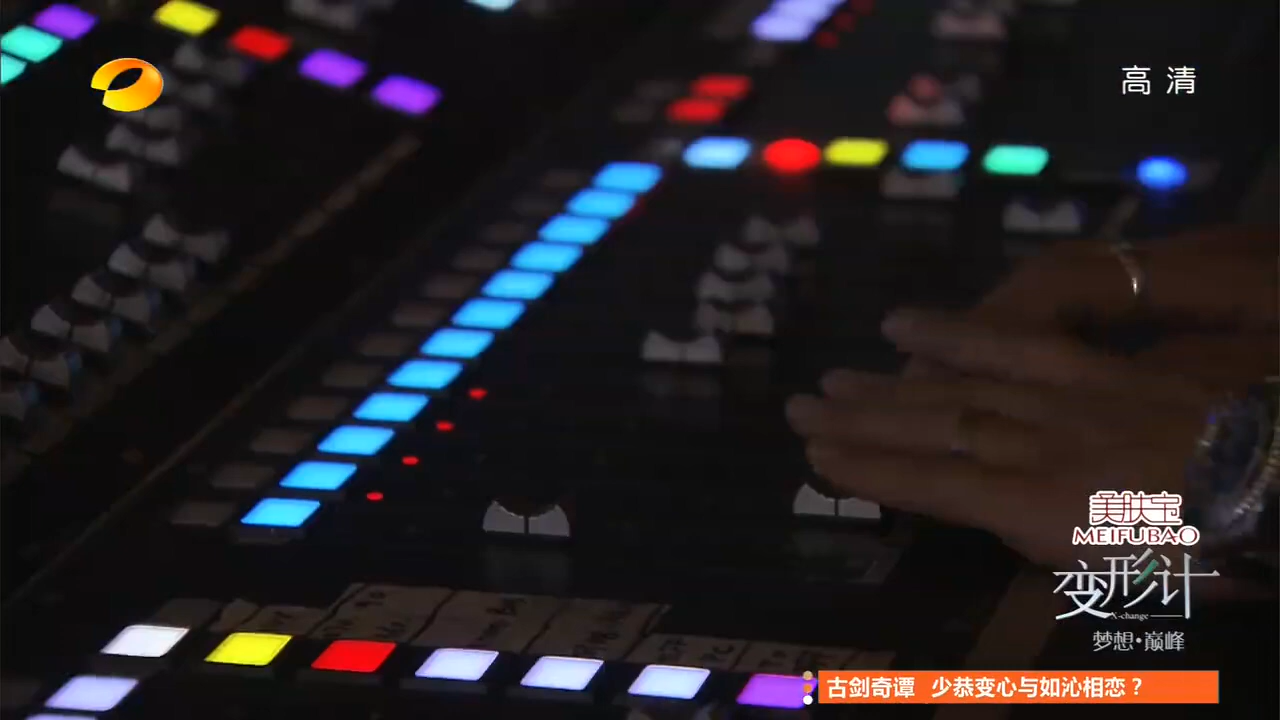 高清
美肤宝
MEIFUBAO
变形计
X-change
梦想·巅峰
古剑奇谭 少恭变心与如沁相恋？